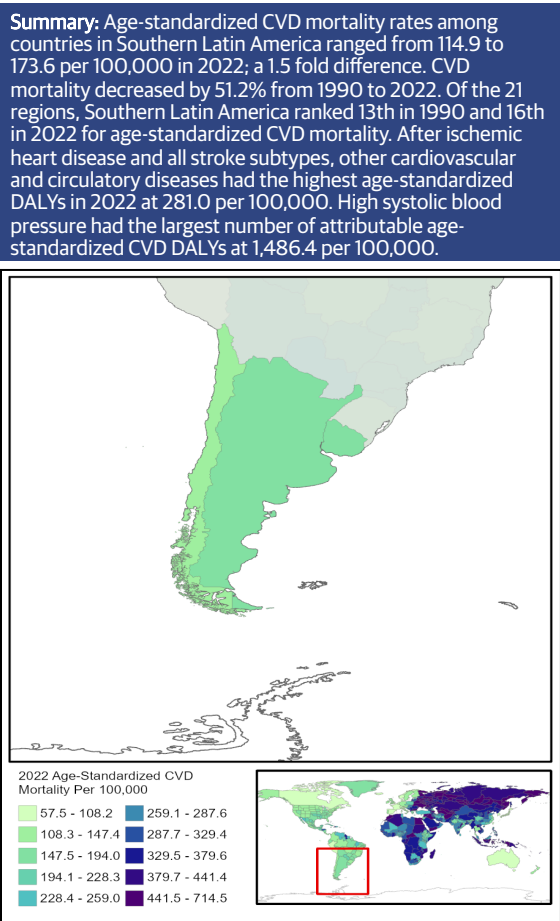 Summary: Age-standardized CVD mortality rates among
countries in Southern Latin America ranged from 114.9 to
173.6 per 100,000 in 2022; a 1.5 fold difference. CVD
mortality decreased by 51.2% from 1990 to 2022. Of the 21
regions, Southern Latin America ranked 13th in 1990 and 16th
in 2022 for age-standardized CVD mortality. After ischemic
heart disease and all stroke subtypes, other cardiovascular
and circulatory diseases had the highest age-standardized
DALYs in 2022 at 281.0 per 100,000. High systolic blood
pressure had the largest number of attributable age-
standardized CVD DALYs at 1,486.4 per 100,000.
2022 Age-Standardized CVD
Mortality Per 100,000
57.5 - 108.2
108.3 - 147.4
147.5 - 194.0
194.1 - 228.3
228.4 - 259.0
259.1 - 287.6
287.7 - 329.4
329.5 - 379.6
379.7 - 441.4
441.5 - 714.5